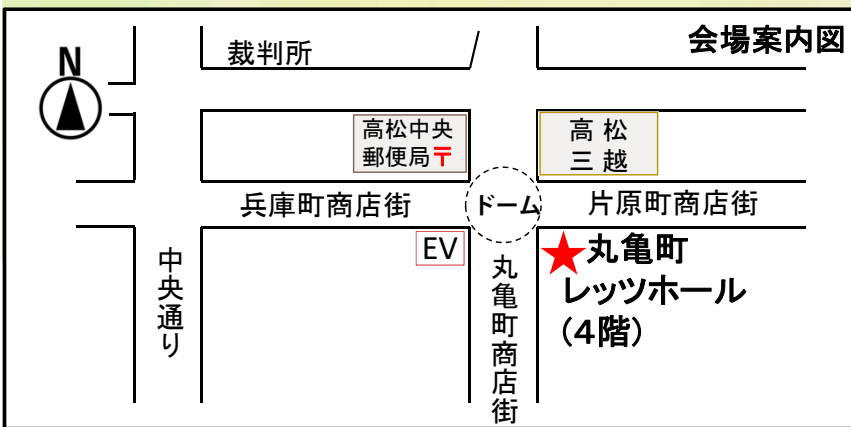 会場案内図
N
裁判所
高松中央
郵便局〒
高松
三越
兵庫町商店街
ドーム
片原町商店街
EV
★丸亀町
レッツホール
(4階)
中央通り
丸亀町商店街